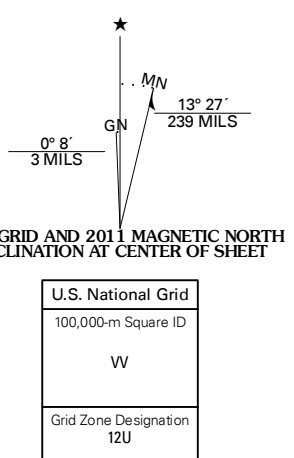 ★
MN
GN
13° 27´
239 MILS
0° 8´
3 MILS
GRID AND 2011 MAGNETIC NORTH
CLINATION AT CENTER OF SHEET
U.S. National Grid
100,000-m Square ID
VV
Grid Zone Designation
12U